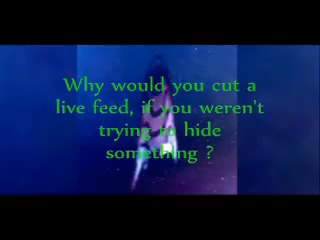 Why would you cut a
live feed, if you weren't
trying to hide
something ?